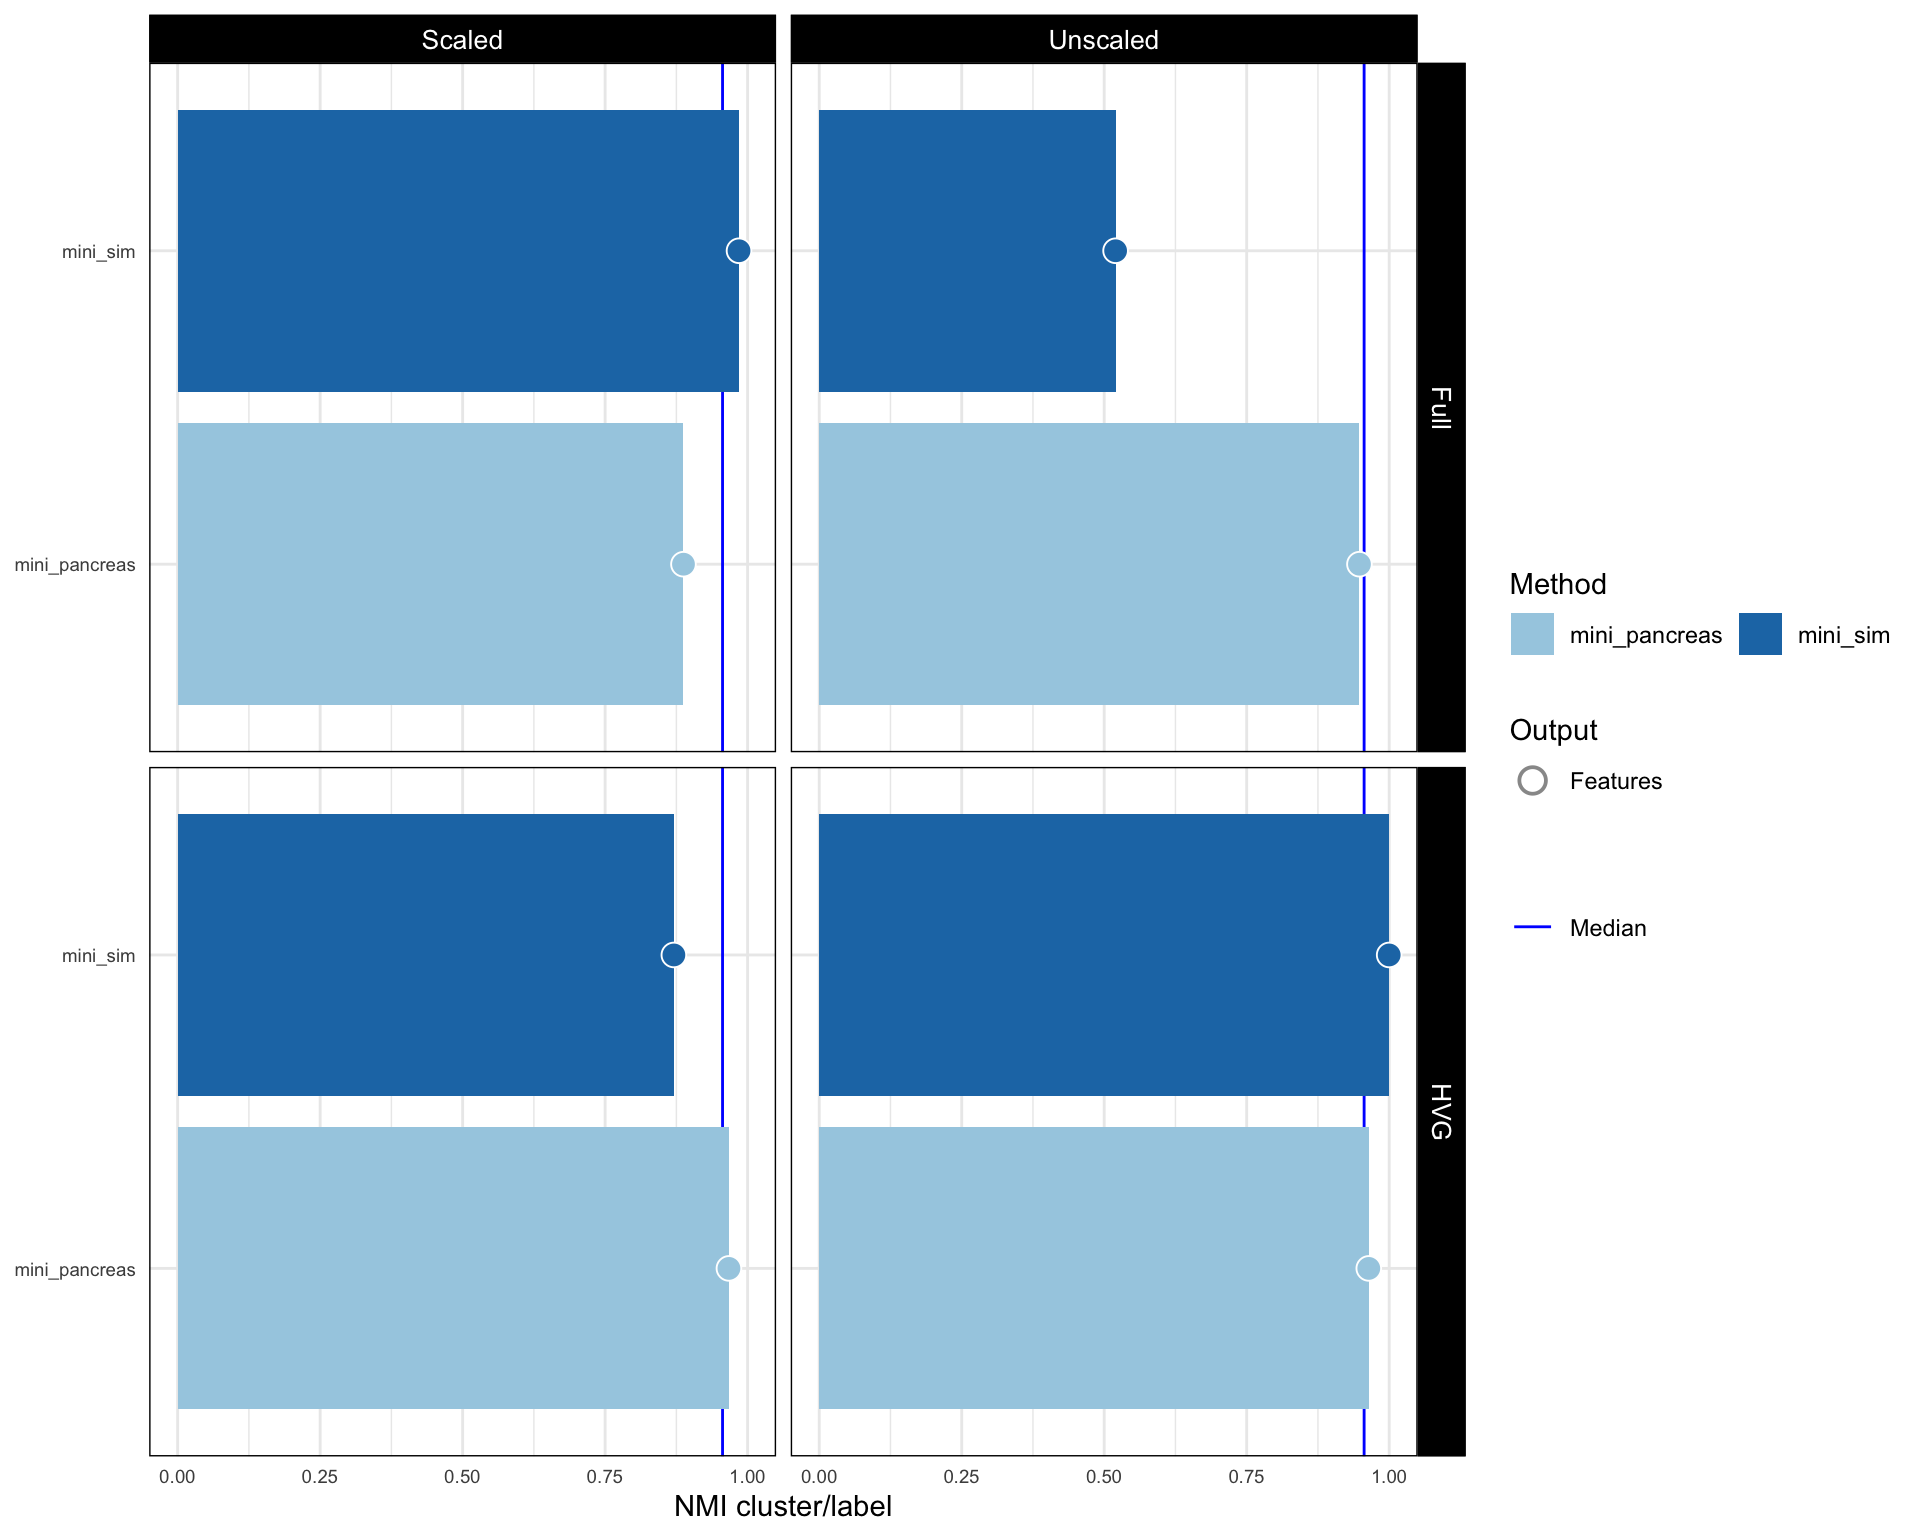 Scaled
Unscaled
Full
mini_sim
mini_pancreas
HVG
mini_sim
mini_pancreas
0.00 0.25 0.50 0.75 1.00
0.00 0.25 0.50 0.75 1.00
NMI cluster/label
Method
mini_pancreas mini_sim
Output
Features
Median